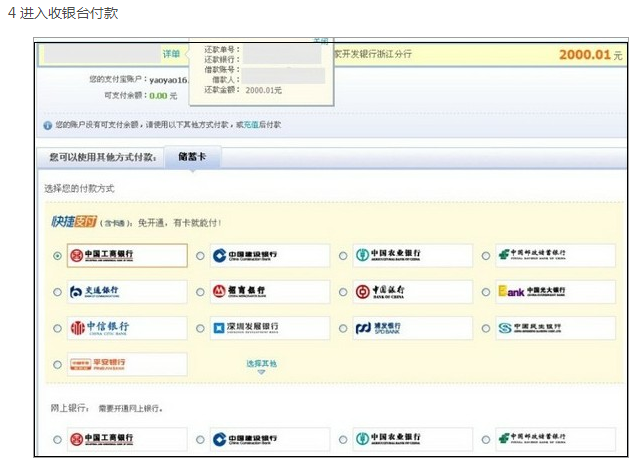 4 进入收银台付款
关闭
详单
还款单号：
还款银行：
家开发银行浙江分行
2000.01 元
借款账号：
借款人：
还款金额： 2000.01元
您的支付宝账户：yaoyao16.
可支付余额：0.00 元
您的账户没有可支付余额，请使用以下其他方式付款，或充值后付款
您可以使用其他方式付款：
储蓄卡
选择您的付款方式
快捷支付（含卡通）：免开通，有卡就能付！
中国工商银行 中国建设银行 中国农业银行 中国邮政储蓄银行
交通银行 招商银行 中国银行 BANK OF CHINA Bank 中国光大银行
中信银行 CHINA CITIC BANK 深圳发展银行 浦发银行 SPD BANK 中国民生银行
平安银行 选择其他
网上银行： 需要开通网上银行。
中国工商银行 中国建设银行 中国农业银行 中国邮政储蓄银行